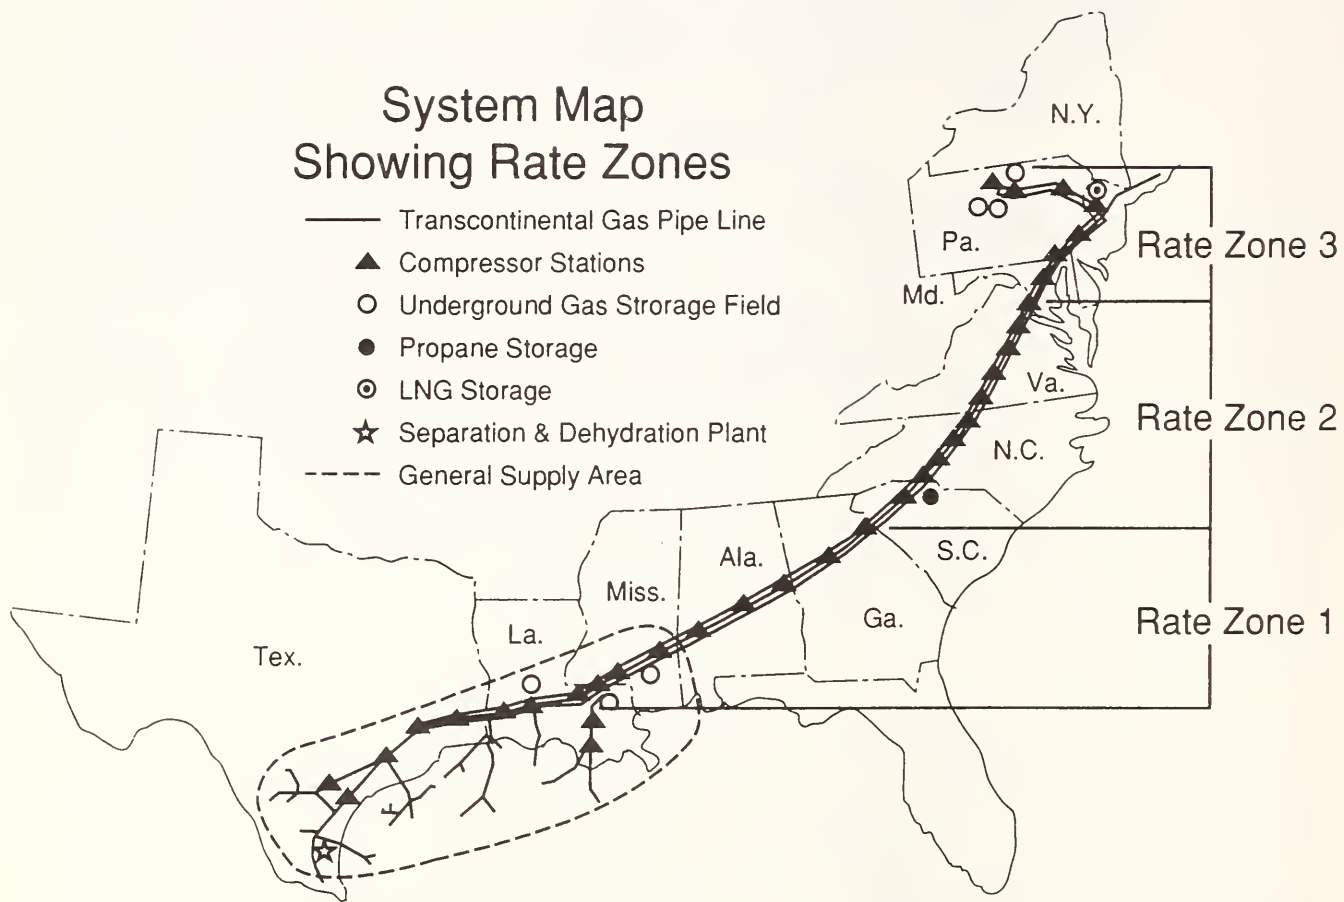 System Map
Showing Rate Zones
Transcontinental Gas Pipe Line
Compressor Stations
Underground Gas Strorage Field
Propane Storage
LNG Storage
Separation & Dehydration Plant
General Supply Area
N.Y.
Pa.
Rate Zone 3
Md.
Va.
Rate Zone 2
N.C.
S.C.
Ala.
Miss.
Ga.
Rate Zone 1
La.
Tex.